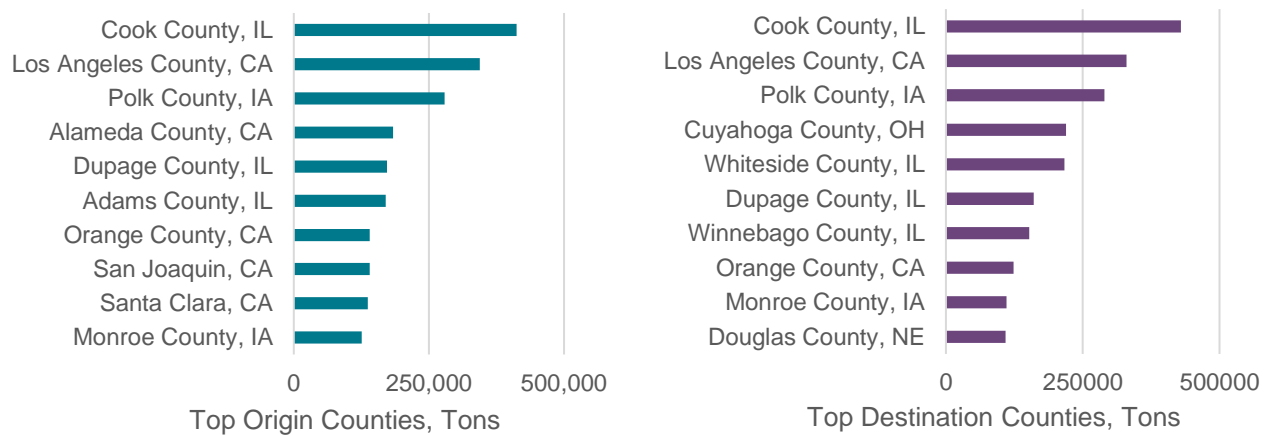 Cook County, IL
Los Angeles County, CA
Polk County, IA
Alameda County, CA
Dupage County, IL
Adams County, IL
Orange County, CA
San Joaquin, CA
Santa Clara, CA
Monroe County, IA
0 250,000 500,000
Top Origin Counties, Tons
Cook County, IL
Los Angeles County, CA
Polk County, IA
Cuyahoga County, OH
Whiteside County, IL
Dupage County, IL
Winnebago County, IL
Orange County, CA
Monroe County, IA
Douglas County, NE
0 250000 500000
Top Destination Counties, Tons